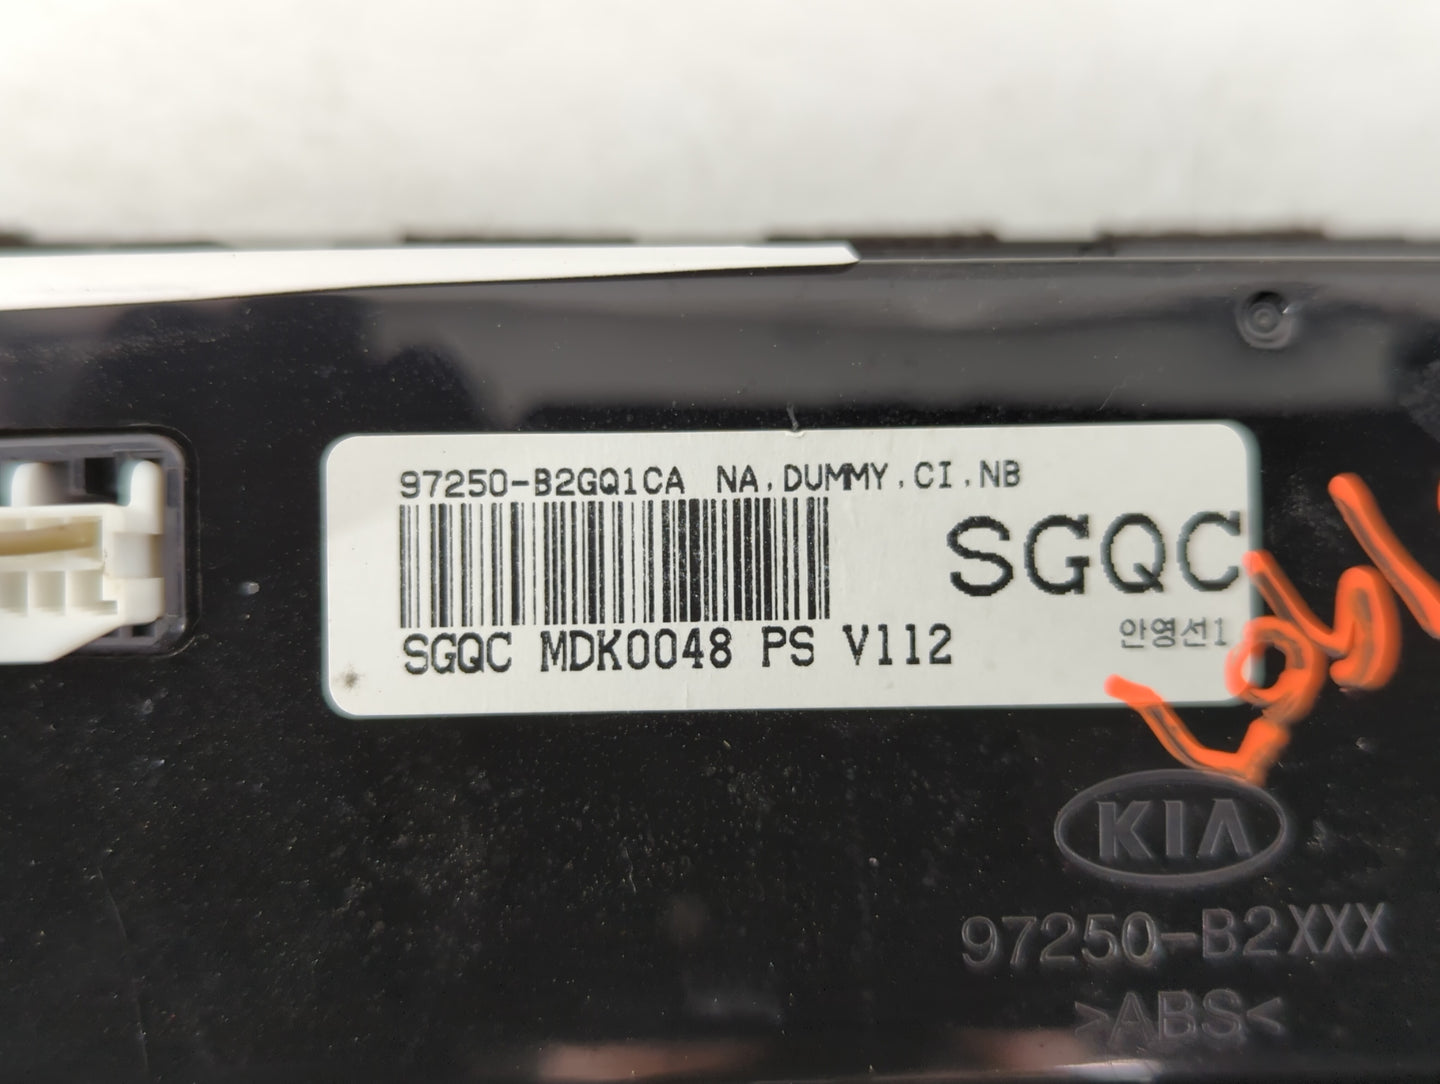 97250-B2GQ1CA NA.DUMMY.CI.NB
SGQC
SGQC MDK0048 PS V112
안영선1
KIA
97250-B2XXX
>ABS<